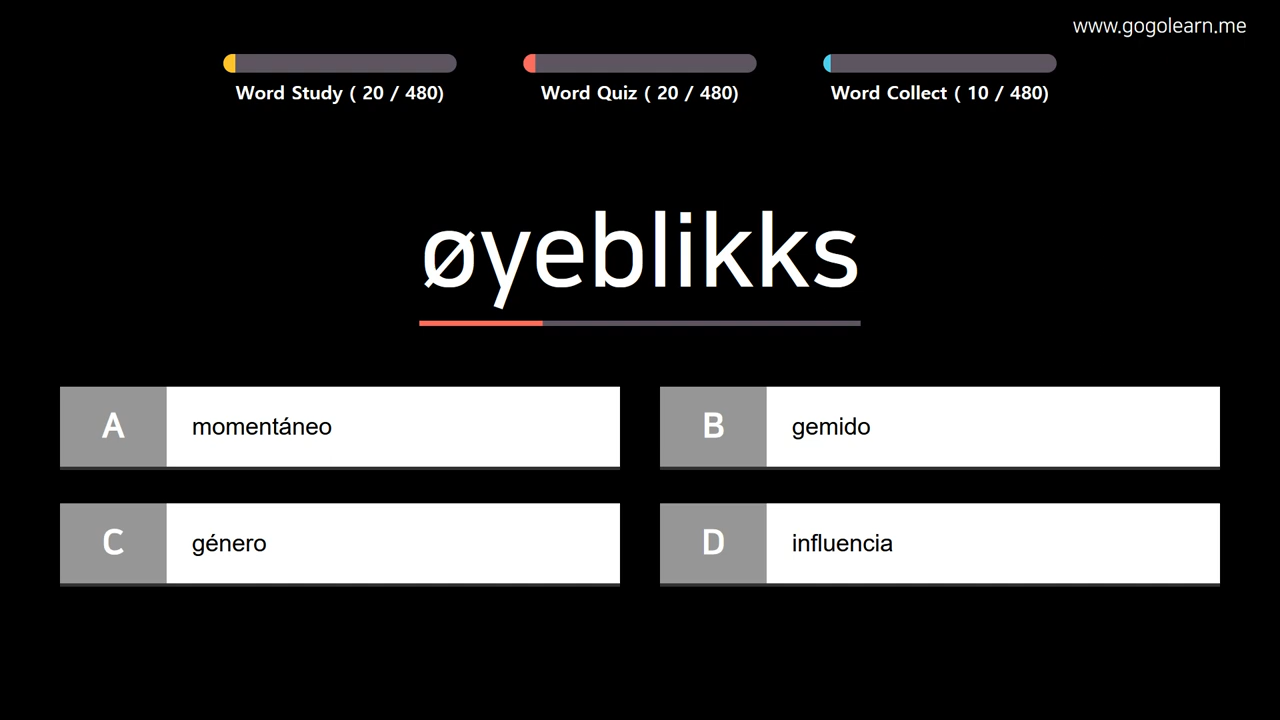 www.gogolearn.me
Word Study ( 20 / 480)
Word Quiz ( 20 / 480)
Word Collect ( 10 / 480)
øyeblikks
A momentáneo
B gemido
C género
D influencia